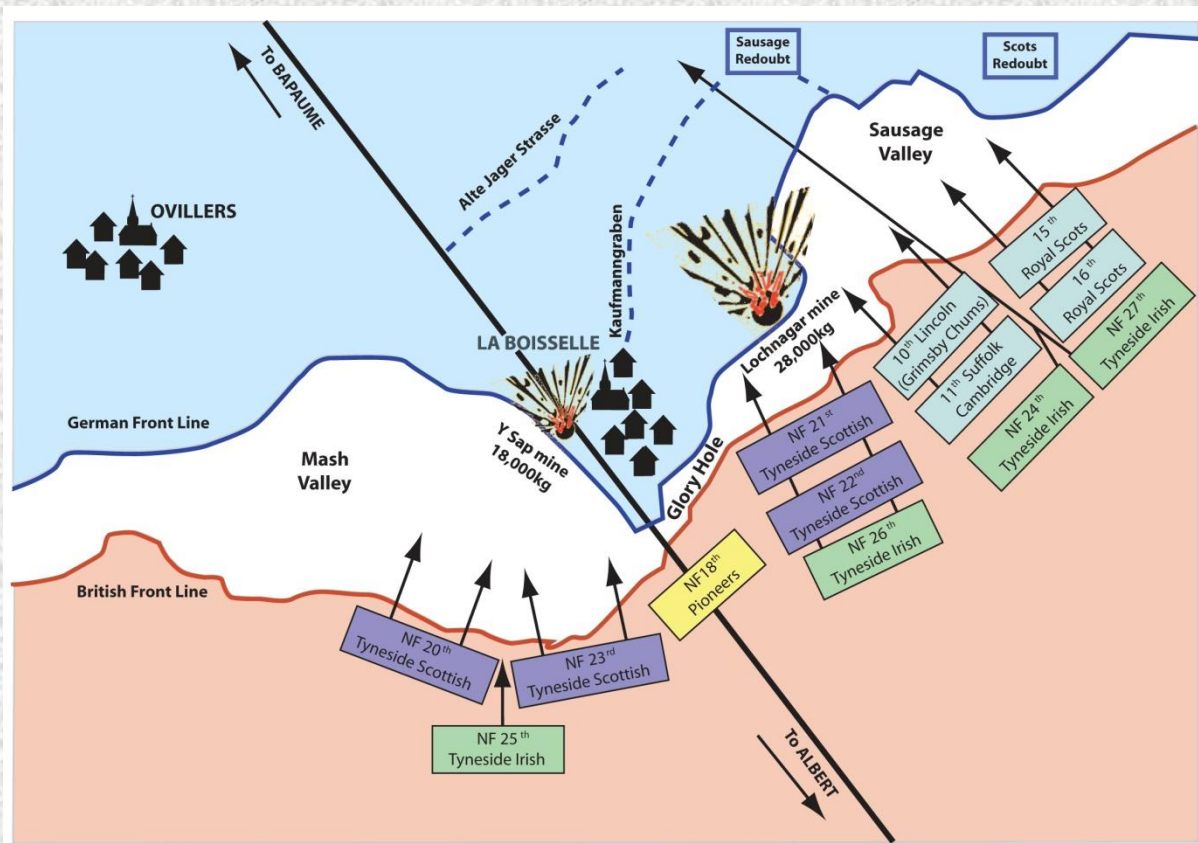 To BAPAUME
Sausage
Redoubt
Scots
Redoubt
Alte Jager Strasse
Sausage
Valley
OVILLERS
Kaufmanngraben
LA BOISSELLE
Lochnagar mine
28,000kg
15th
Royal Scots
16th
Royal Scots
NF 27th
Tyneside Irish
10th Lincoln
(Grimsby Chums)
11th Suffolk
Cambridge
NF 24th
Tyneside Irish
German Front Line
Mash
Valley
Y Sap mine
18,000kg
Glory Hole
NF 21st
Tyneside Scottish
NF 22nd
Tyneside Scottish
NF 26th
Tyneside Irish
British Front Line
NF18th
Pioneers
NF 20th
Tyneside Scottish
NF 23rd
Tyneside Scottish
NF 25th
Tyneside Irish
To ALBERT